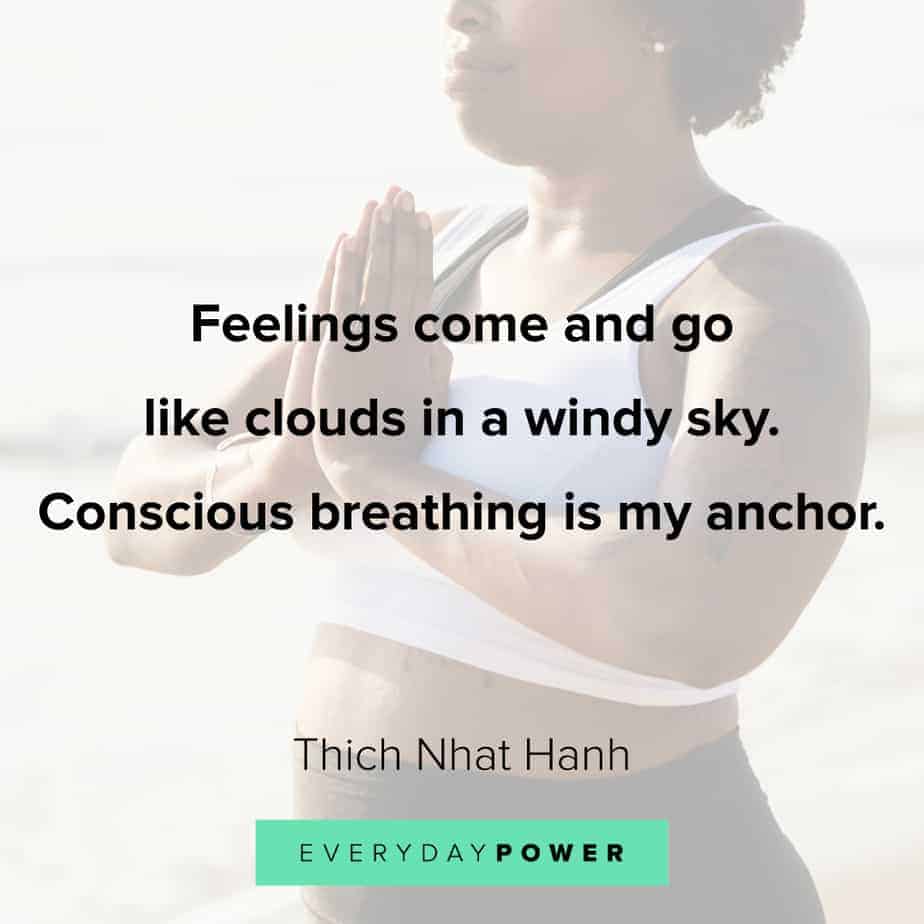 Feelings come and go
like clouds in a windy sky.
Conscious breathing is my anchor.
Thich Nhat Hanh
EVERYDAYPOWER